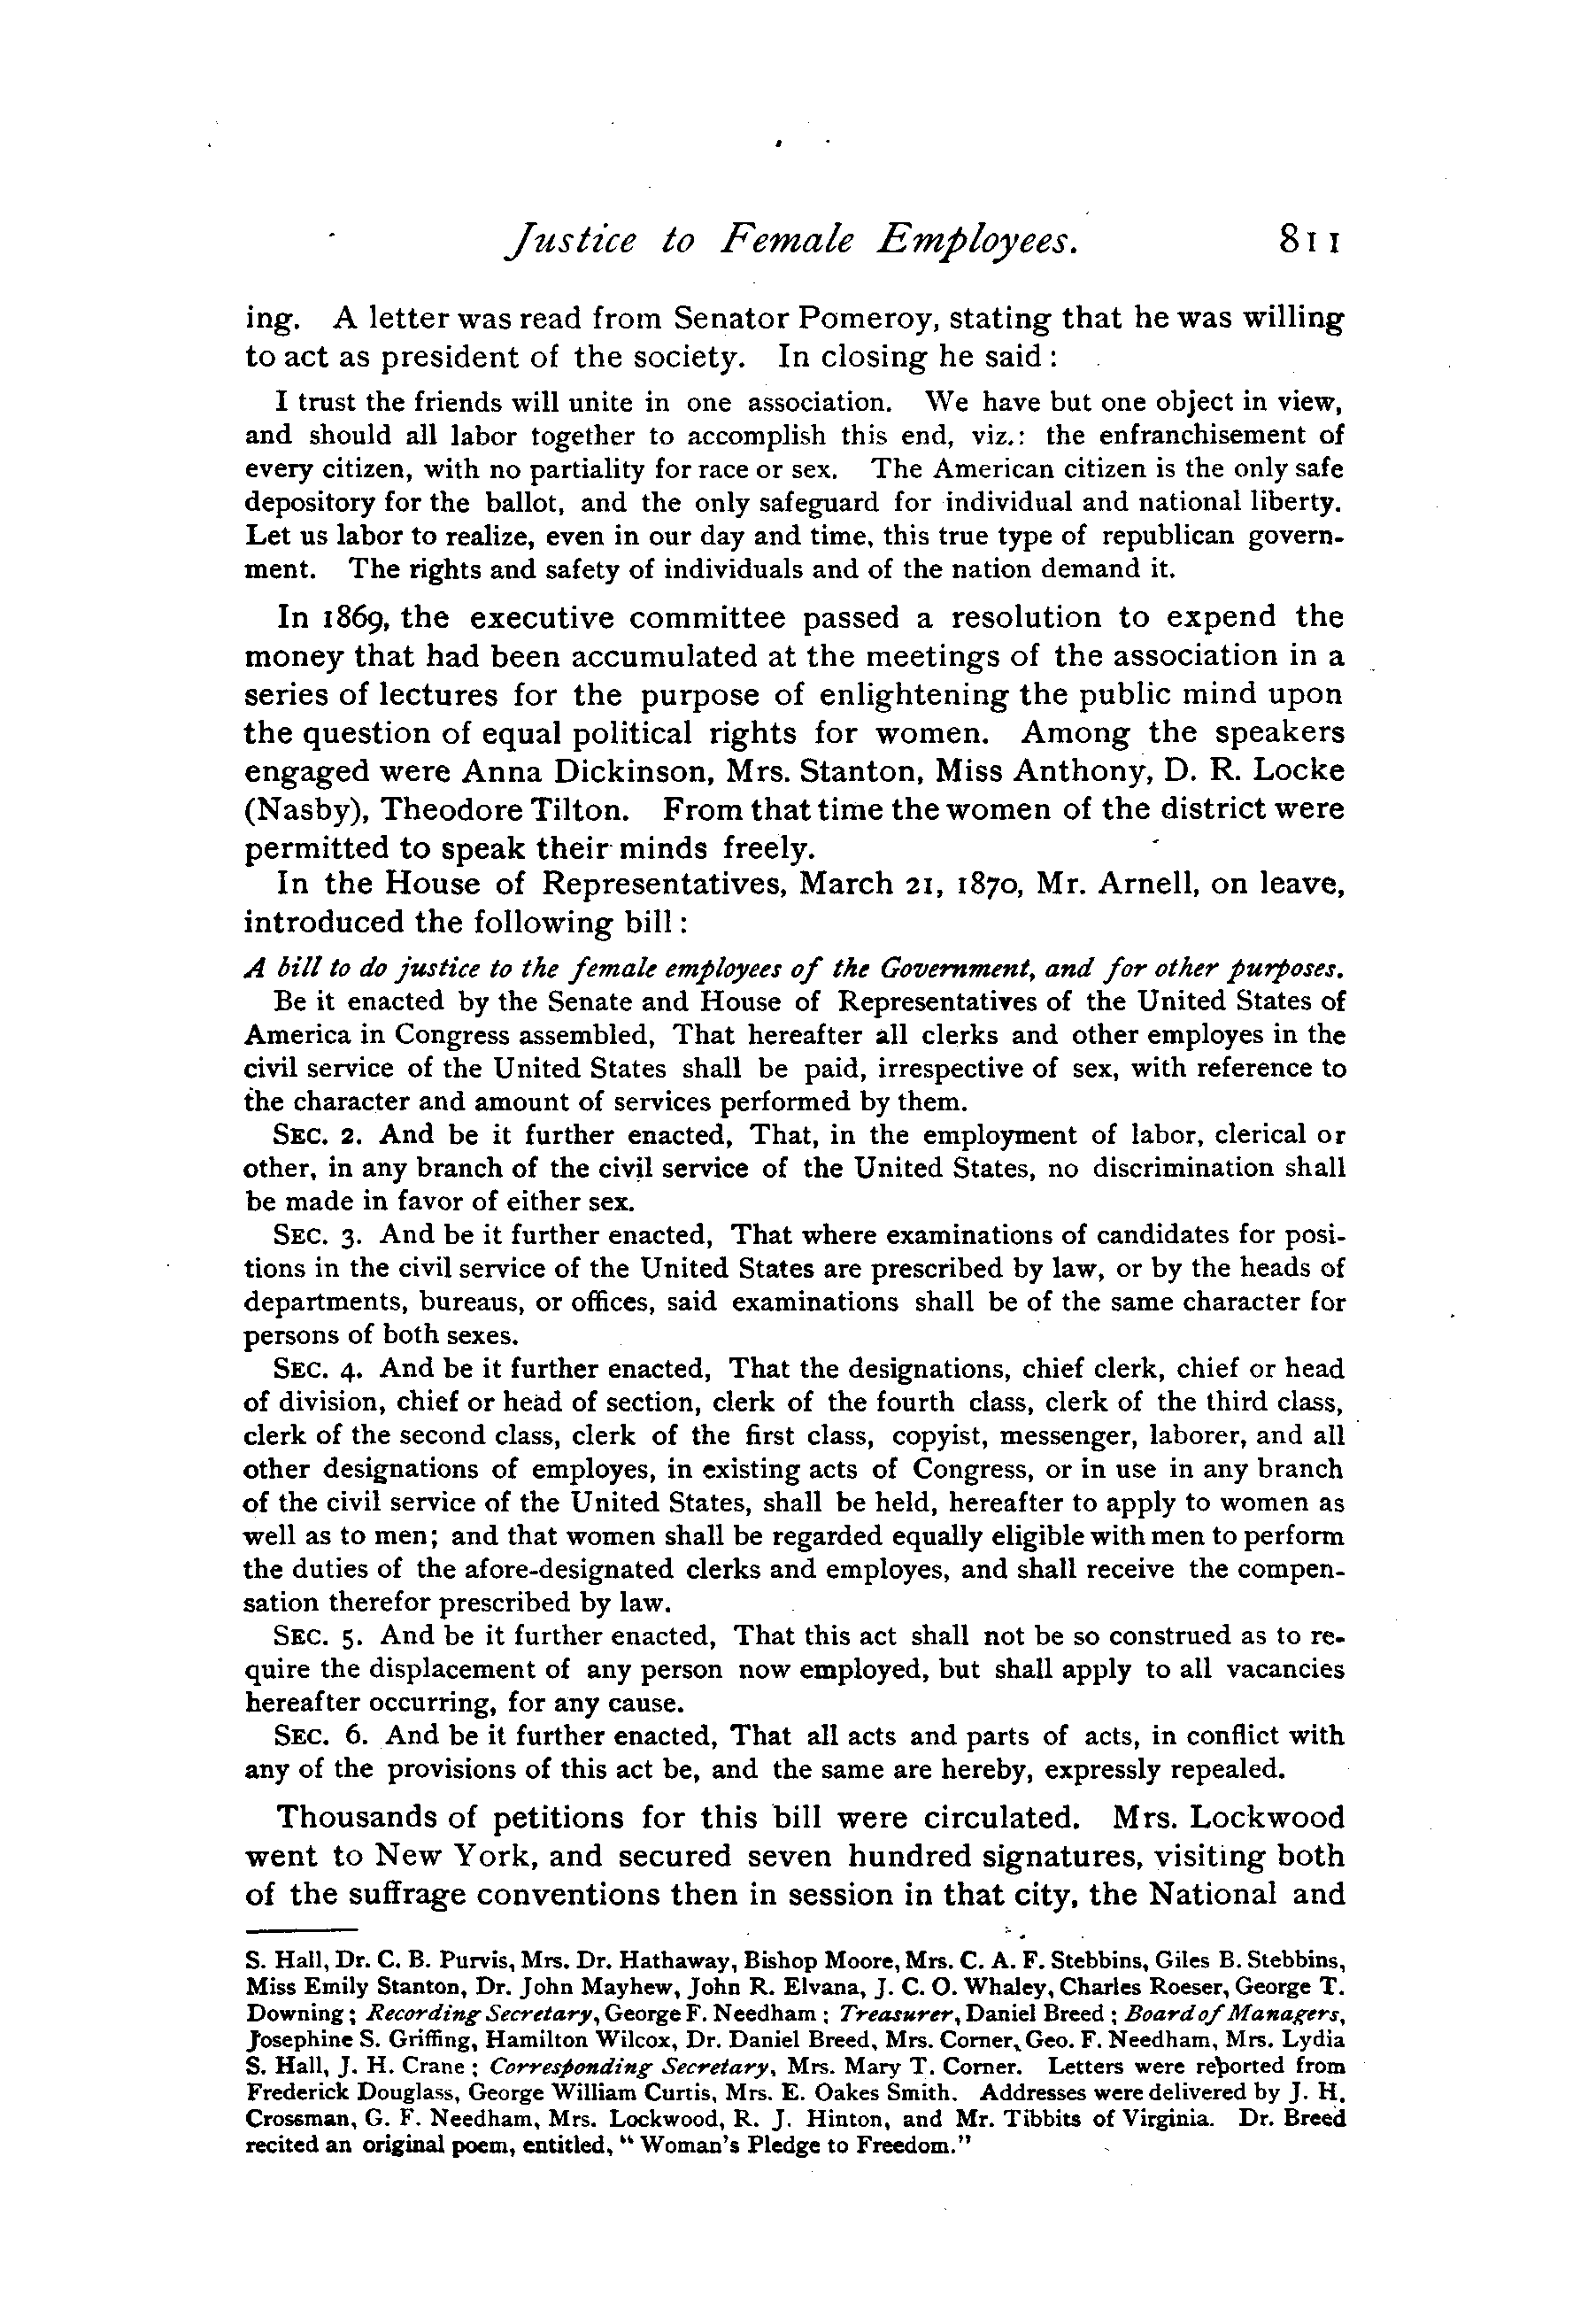 Justice to Female Employees. 811
ing. A letter was read from Senator Pomeroy, stating that he was willing
to act as president of the society. In closing he said :
I trust the friends will unite in one association. We have but one object in view,
and should all labor together to accomplish this end, viz.: the enfranchisement of
every citizen, with no partiality for race or sex. The American citizen is the only safe
depository for the ballot, and the only safeguard for individual and national liberty.
Let us labor to realize, even in our day and time, this true type of republican govern-
ment. The rights and safety of individuals and of the nation demand it.
In 1869, the executive committee passed a resolution to expend the
money that had been accumulated at the meetings of the association in a
series of lectures for the purpose of enlightening the public mind upon
the question of equal political rights for women. Among the speakers
engaged were Anna Dickinson, Mrs. Stanton, Miss Anthony, D. R. Locke
(Nasby), Theodore Tilton. From that time the women of the district were
permitted to speak their minds freely.
In the House of Representatives, March 21, 1870, Mr. Arnell, on leave,
introduced the following bill :
A bill to do justice to the female employees of the Government, and for other purposes.
Be it enacted by the Senate and House of Representatives of the United States of
America in Congress assembled, That hereafter all clerks and other employes in the
civil service of the United States shall be paid, irrespective of sex, with reference to
the character and amount of services performed by them.
SEC. 2. And be it further enacted, That, in the employment of labor, clerical or
other, in any branch of the civil service of the United States, no discrimination shall
be made in favor of either sex.
SEC. 3. And be it further enacted, That where examinations of candidates for posi-
tions in the civil service of the United States are prescribed by law, or by the heads of
departments, bureaus, or offices, said examinations shall be of the same character for
persons of both sexes.
SEC. 4. And be it further enacted, That the designations, chief clerk, chief or head
of division, chief or head of section, clerk of the fourth class, clerk of the third class,
clerk of the second class, clerk of the first class, copyist, messenger, laborer, and all
other designations of employes, in existing acts of Congress, or in use in any branch
of the civil service of the United States, shall be held, hereafter to apply to women as
well as to men; and that women shall be regarded equally eligible with men to perform
the duties of the afore-designated clerks and employes, and shall receive the compen-
sation therefor prescribed by law.
SEC. 5. And be it further enacted, That this act shall not be so construed as to re-
quire the displacement of any person now employed, but shall apply to all vacancies
hereafter occurring, for any cause.
SEC. 6. And be it further enacted, That all acts and parts of acts, in conflict with
any of the provisions of this act be, and the same are hereby, expressly repealed.
Thousands of petitions for this bill were circulated. Mrs. Lockwood
went to New York, and secured seven hundred signatures, visiting both
of the suffrage conventions then in session in that city, the National and
S. Hall, Dr. C. B. Purvis, Mrs. Dr. Hathaway, Bishop Moore, Mrs. C. A. F. Stebbins, Giles B. Stebbins,
Miss Emily Stanton, Dr. John Mayhew, John R. Elvana, J. C. O. Whaley, Charles Roeser, George T.
Downing ; Recording Secretary, George F. Needham ; Treasurer, Daniel Breed ; Board of Managers,
Josephine S. Griffing, Hamilton Wilcox, Dr. Daniel Breed, Mrs. Corner, Geo. F. Needham, Mrs. Lydia
S. Hall, J. H. Crane ; Corresponding Secretary, Mrs. Mary T. Corner. Letters were reported from
Frederick Douglass, George William Curtis, Mrs. E. Oakes Smith. Addresses were delivered by J. H.
Crossman, G. F. Needham, Mrs. Lockwood, R. J. Hinton, and Mr. Tibbits of Virginia. Dr. Breed
recited an original poem, entitled, “ Woman's Pledge to Freedom.”